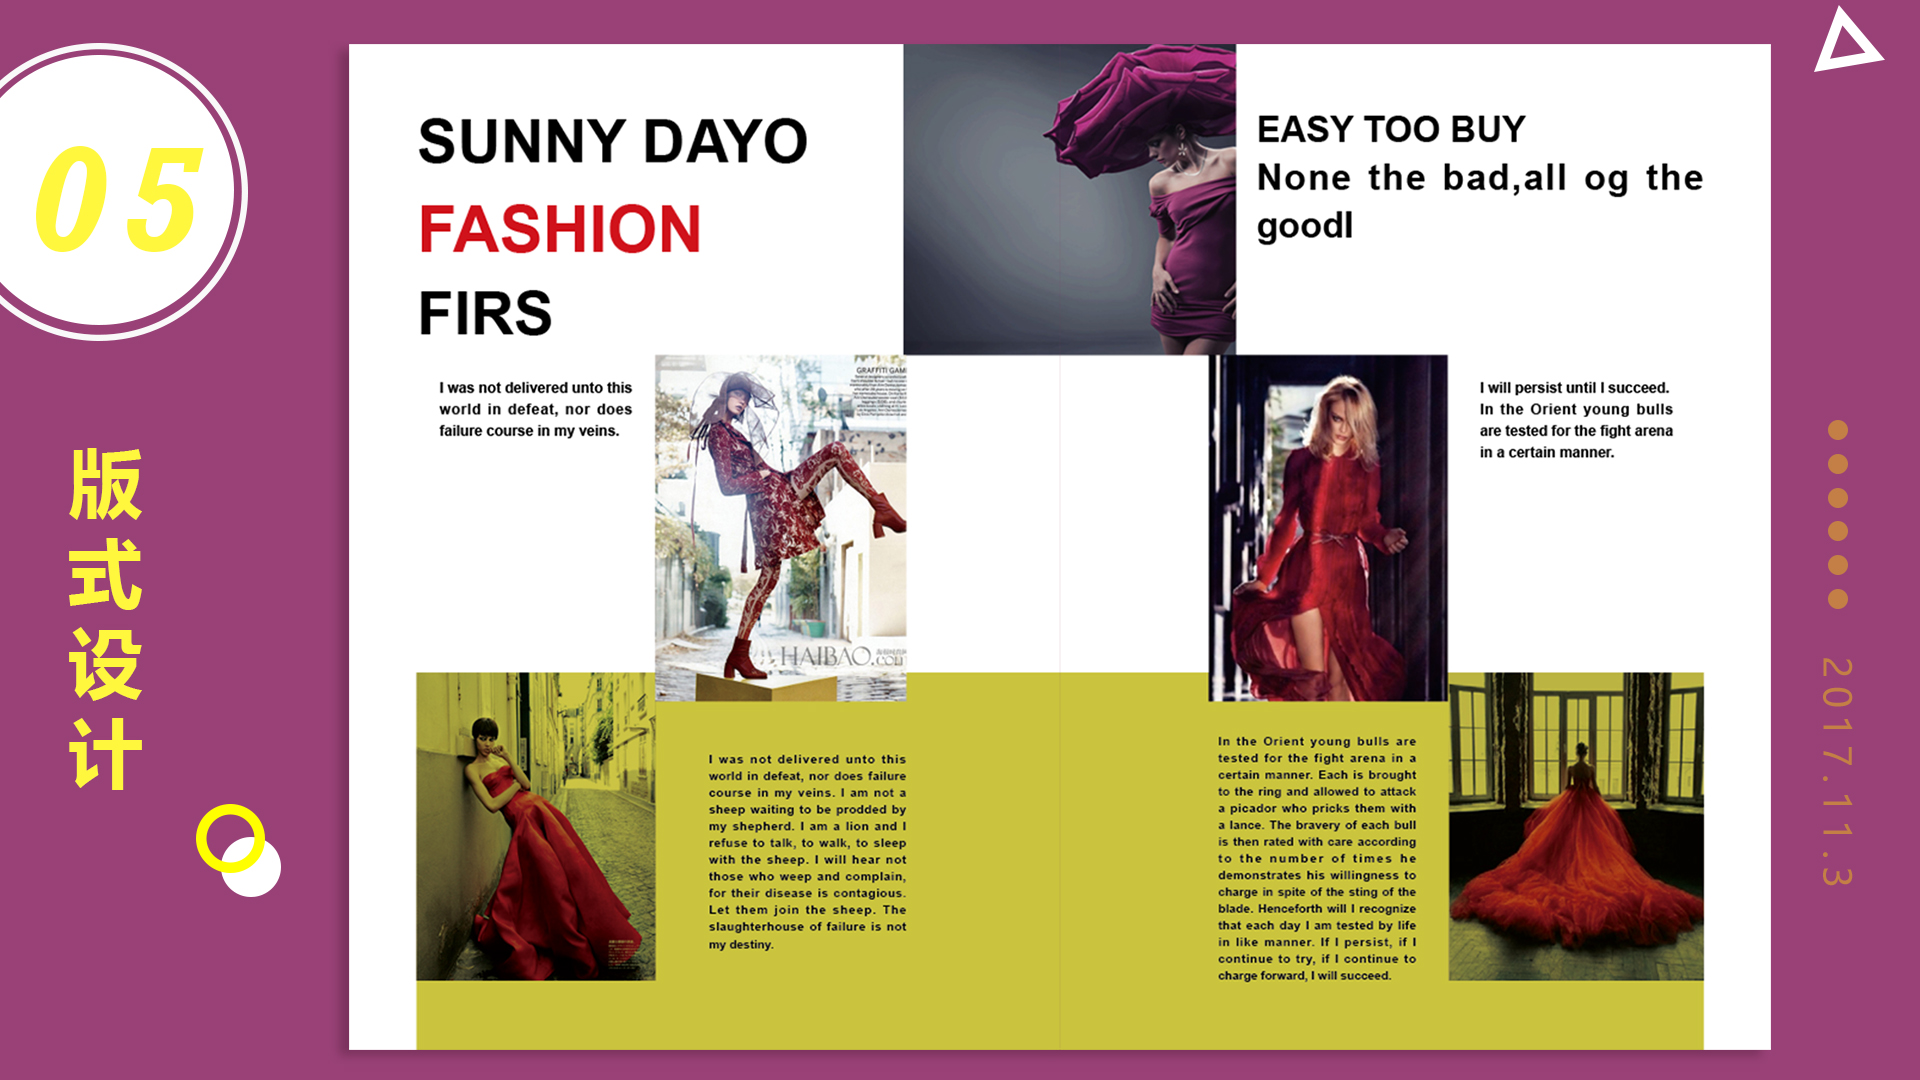 05
版式设计
SUNNY DAYO
FASHION
FIRS
EASY TOO BUY
None the bad,all og the
goodl
I was not delivered unto this
world in defeat, nor does
failure course in my veins.
GRAFFITI GAM
HAIBAO.COM
I will persist until I succeed.
In the Orient young bulls
are tested for the fight arena
in a certain manner.
I was not delivered unto this
world in defeat, nor does failure
course in my veins. I am not a
sheep waiting to be prodded by
my shepherd. I am a lion and I
refuse to talk, to walk, to sleep
with the sheep. I will hear not
those who weep and complain,
for their disease is contagious.
Let them join the sheep. The
slaughterhouse of failure is not
my destiny.
In the Orient young bulls are
tested for the fight arena in a
certain manner. Each is brought
to the ring and allowed to attack
a picador who pricks them with
a lance. The bravery of each bull
is then rated with care according
to the number of times he
demonstrates his willingness to
charge in spite of the sting of the
blade. Henceforth will I recognize
that each day I am tested by life
in like manner. If I persist, if I
continue to try, if I continue to
charge forward, I will succeed.
2017.11.3